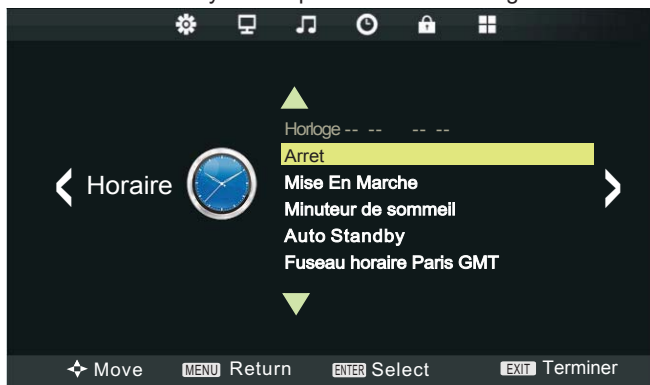 Horloge -- -- -- --
Arret
Horaire
Mise En Marche
Minuteur de sommeil
Auto Standby
Fuseau horaire Paris GMT
Move MENU Return ENTER Select EXIT Terminer